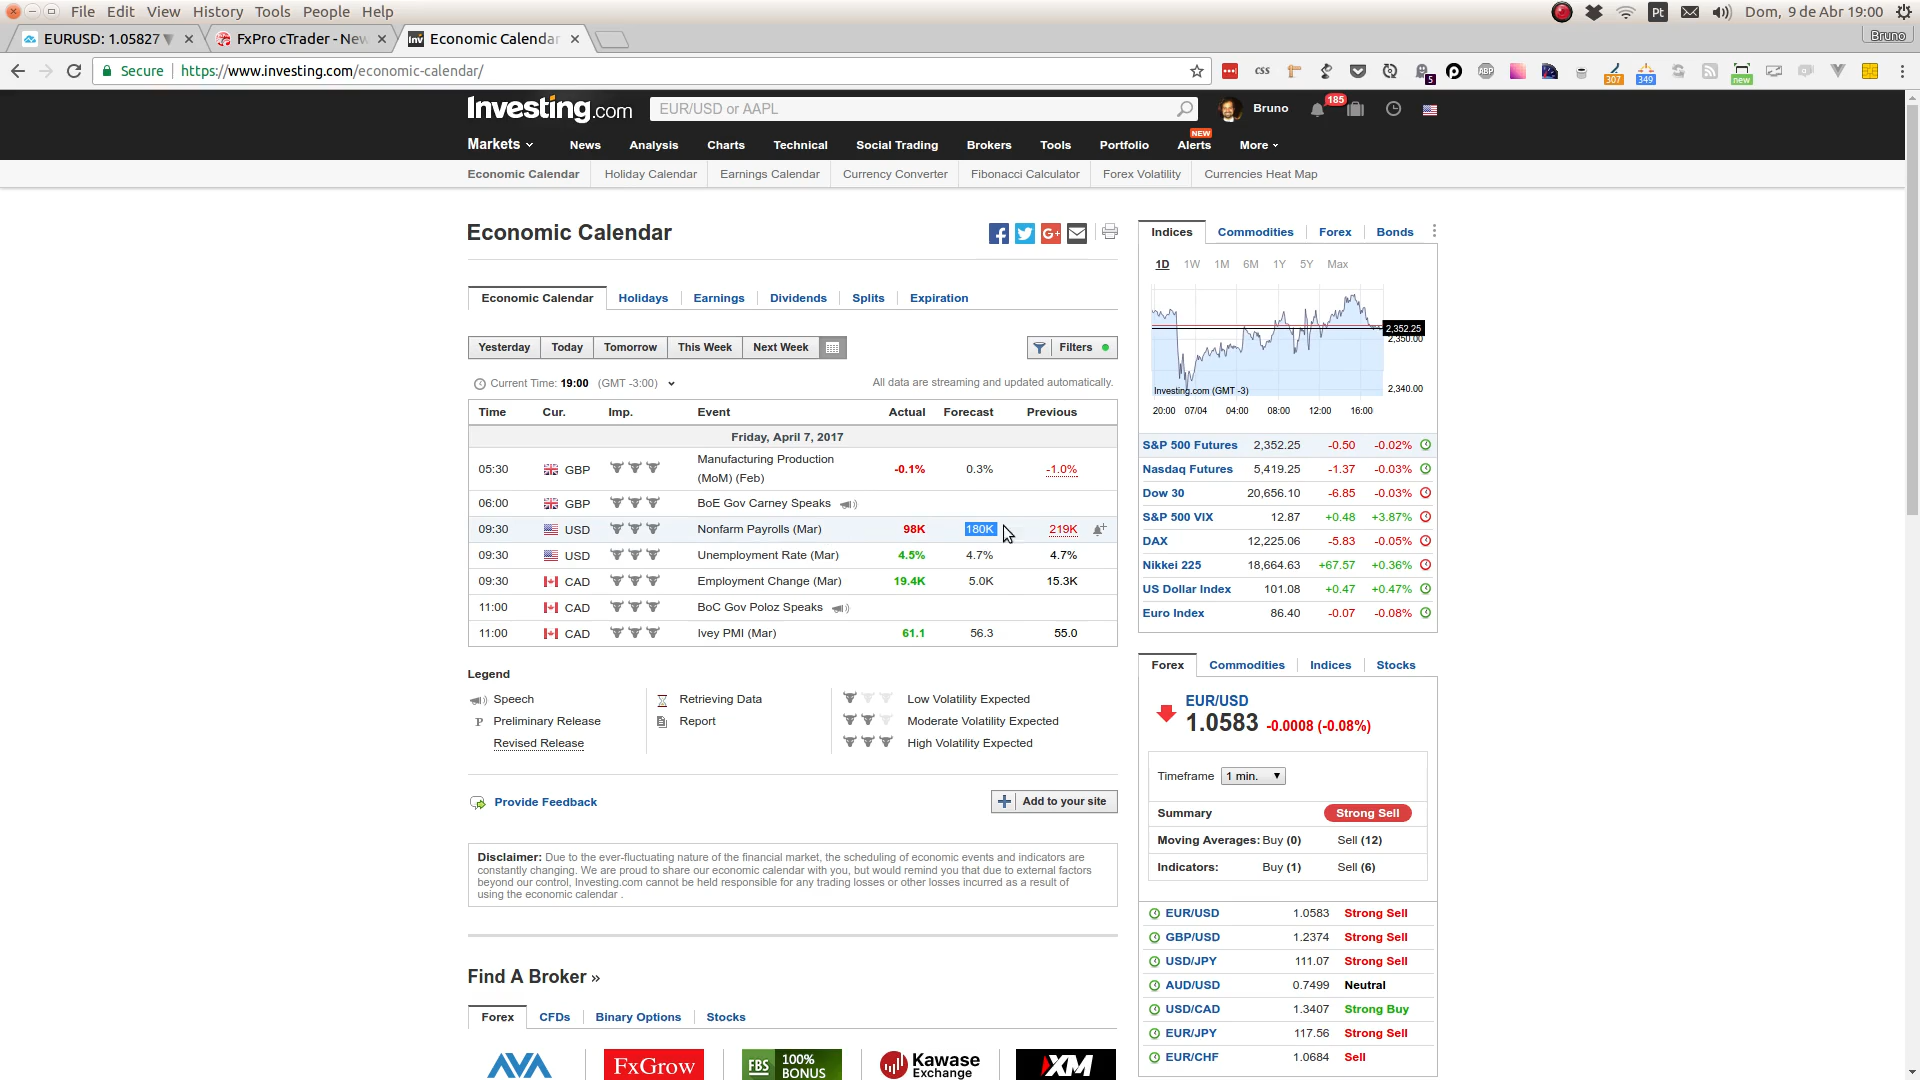 File Edit View History Tools People Help
Pt Dom, 9 de Abr 19:00
EURUSD: 1.05827 ▼
FxPro cTrader - New
Economic Calendar
Bruno
Secure https://www.investing.com/economic-calendar/
css 5 ABP 307 349 new
Investing.com
EUR/USD or AAPL
Bruno 185
Markets News Analysis Charts Technical Social Trading Brokers Tools Portfolio Alerts NEW More
Economic Calendar Holiday Calendar Earnings Calendar Currency Converter Fibonacci Calculator Forex Volatility Currencies Heat Map
Economic Calendar
Economic Calendar Holidays Earnings Dividends Splits Expiration
Yesterday Today Tomorrow This Week Next Week Filters
Current Time: 19:00 (GMT -3:00) All data are streaming and updated automatically.
Time Cur. Imp. Event Actual Forecast Previous
Friday, April 7, 2017
05:30 GBP Manufacturing Production (MoM) (Feb) -0.1% 0.3% -1.0%
06:00 GBP BoE Gov Carney Speaks
09:30 USD Nonfarm Payrolls (Mar) 98K 180K 219K
09:30 USD Unemployment Rate (Mar) 4.5% 4.7% 4.7%
09:30 CAD Employment Change (Mar) 19.4K 5.0K 15.3K
11:00 CAD BoC Gov Poloz Speaks
11:00 CAD Ivey PMI (Mar) 61.1 56.3 55.0
Legend
Speech Retrieving Data Low Volatility Expected
P Preliminary Release Report Moderate Volatility Expected
Revised Release High Volatility Expected
Provide Feedback Add to your site
Disclaimer: Due to the ever-fluctuating nature of the financial market, the scheduling of economic events and indicators are
constantly changing. We are proud to share our economic calendar with you, but would remind you that due to external factors
beyond our control, Investing.com cannot be held responsible for any trading losses or other losses incurred as a result of
using the economic calendar .
Find A Broker »
Forex CFDs Binary Options Stocks
AVA FxGrow FBS 100% BONUS Kawase Exchange XM
Indices Commodities Forex Bonds
1D 1W 1M 6M 1Y 5Y Max
2,352.25
2,350.00
2,340.00
Investing.com (GMT -3)
20:00 07/04 04:00 08:00 12:00 16:00
S&P 500 Futures 2,352.25 -0.50 -0.02%
Nasdaq Futures 5,419.25 -1.37 -0.03%
Dow 30 20,656.10 -6.85 -0.03%
S&P 500 VIX 12.87 +0.48 +3.87%
DAX 12,225.06 -5.83 -0.05%
Nikkei 225 18,664.63 +67.57 +0.36%
US Dollar Index 101.08 +0.47 +0.47%
Euro Index 86.40 -0.07 -0.08%
Forex Commodities Indices Stocks
EUR/USD
1.0583 -0.0008 (-0.08%)
Timeframe 1 min. ▼
Summary Strong Sell
Moving Averages: Buy (0) Sell (12)
Indicators: Buy (1) Sell (6)
EUR/USD 1.0583 Strong Sell
GBP/USD 1.2374 Strong Sell
USD/JPY 111.07 Strong Sell
AUD/USD 0.7499 Neutral
USD/CAD 1.3407 Strong Buy
EUR/JPY 117.56 Strong Sell
EUR/CHF 1.0684 Sell